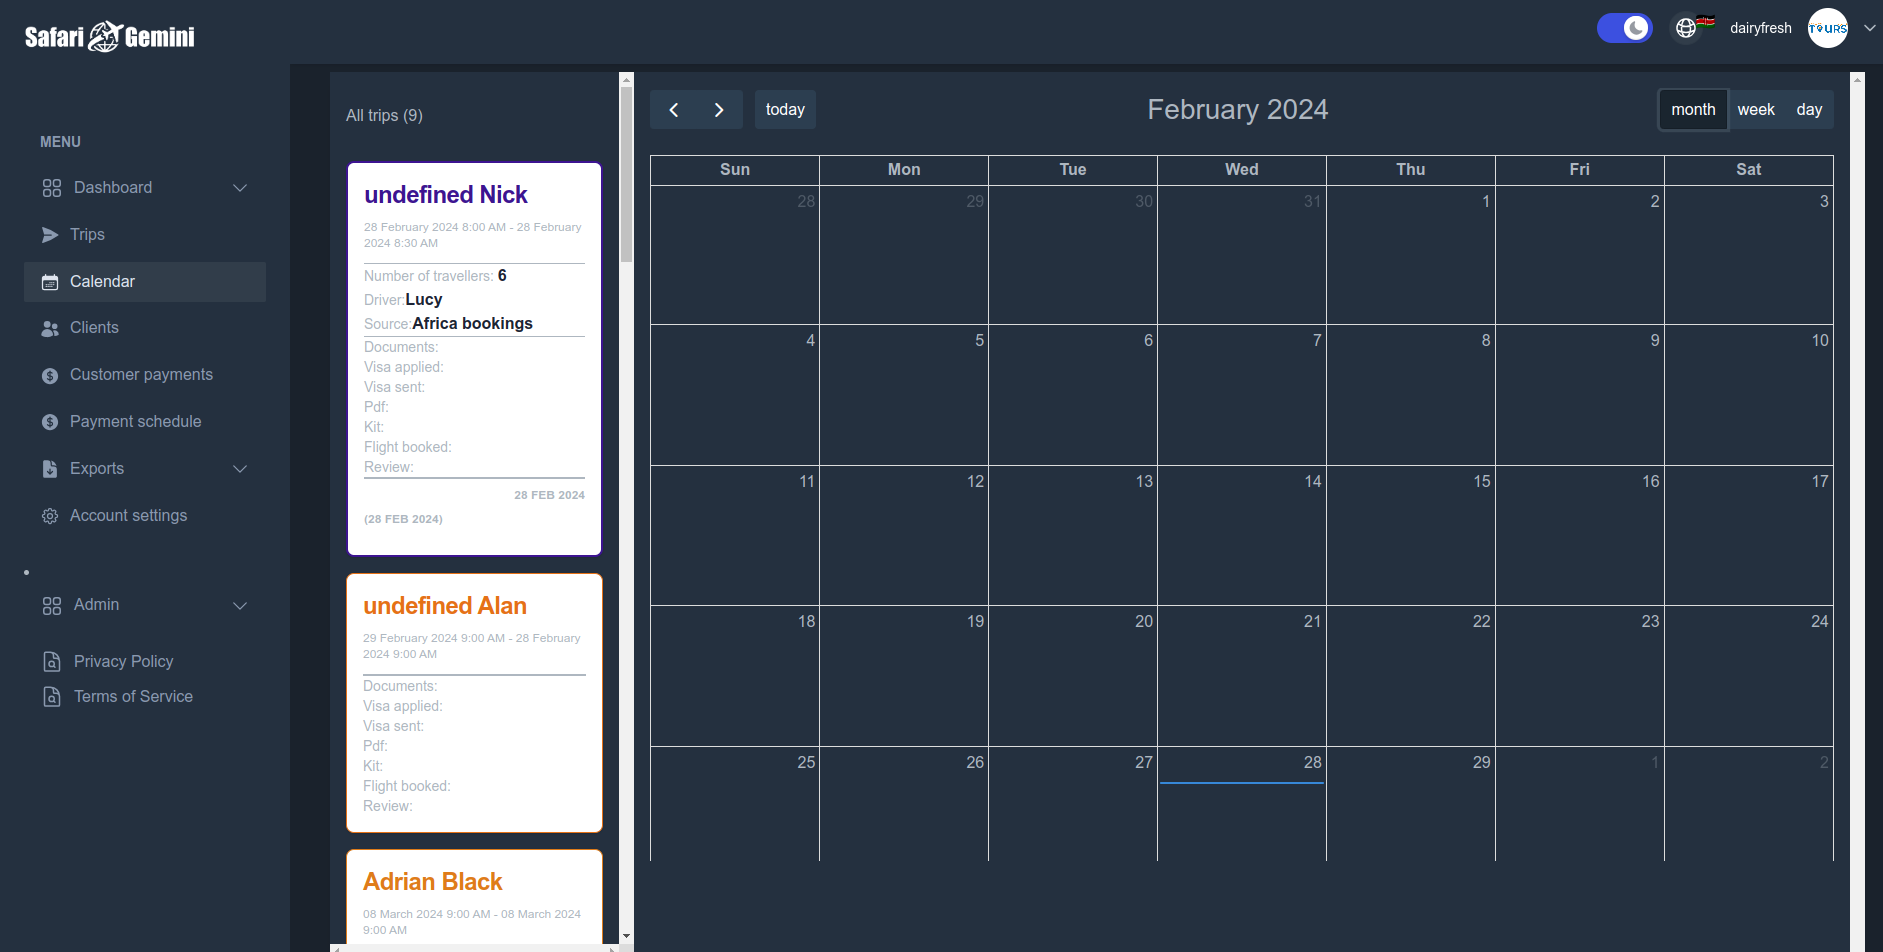 Safari Gemini
dairyfresh
TOURS
MENU
Dashboard
Trips
Calendar
Clients
Customer payments
Payment schedule
Exports
Account settings
Admin
Privacy Policy
Terms of Service
All trips (9)
undefined Nick
28 February 2024 8:00 AM - 28 February
2024 8:30 AM
Number of travellers: 6
Driver:Lucy
Source:Africa bookings
Documents:
Visa applied:
Visa sent:
Pdf:
Kit:
Flight booked:
Review:
28 FEB 2024
(28 FEB 2024)
undefined Alan
29 February 2024 9:00 AM - 28 February
2024 9:00 AM
Documents:
Visa applied:
Visa sent:
Pdf:
Kit:
Flight booked:
Review:
Adrian Black
08 March 2024 9:00 AM - 08 March 2024
9:00 AM
today
February 2024
month week day
Sun Mon Tue Wed Thu Fri Sat
28 29 30 31 1 2 3
4 5 6 7 8 9 10
11 12 13 14 15 16 17
18 19 20 21 22 23 24
25 26 27 28 29 1 2